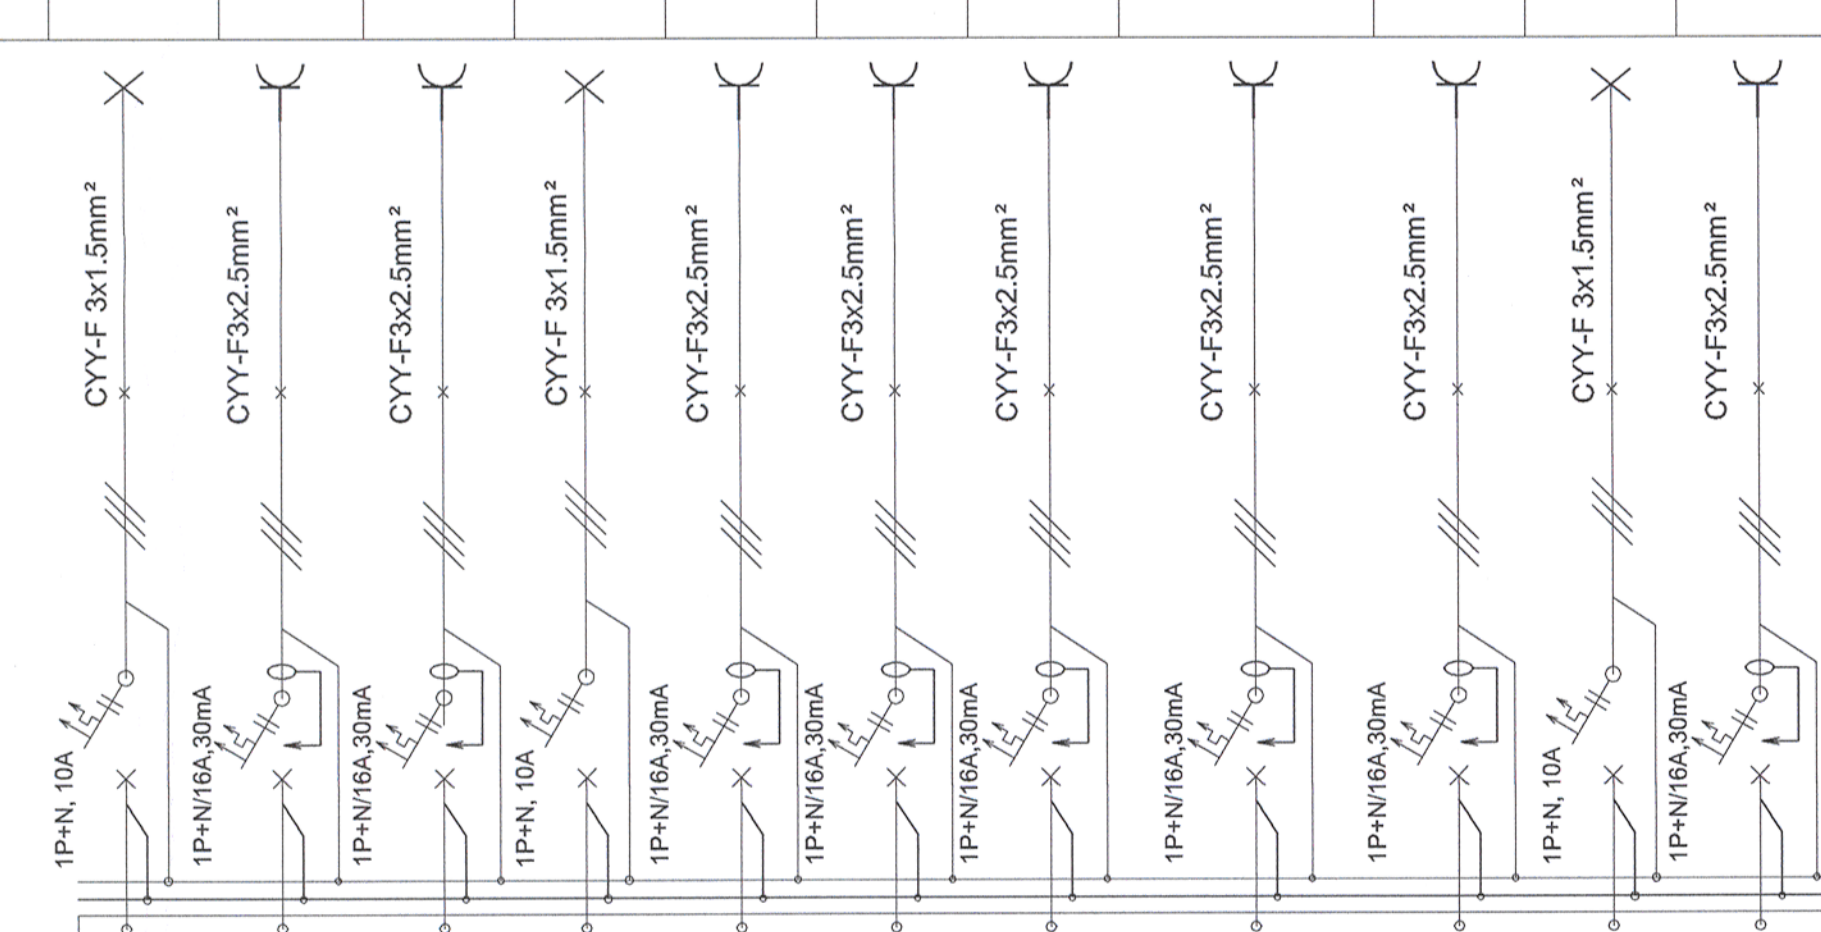 CYY-F 3x1.5mm²
CYY-F3x2.5mm²
CYY-F3x2.5mm²
CYY-F 3x1.5mm²
CYY-F3x2.5mm²
CYY-F3x2.5mm²
CYY-F3x2.5mm²
CYY-F3x2.5mm²
CYY-F3x2.5mm²
CYY-F 3x1.5mm²
CYY-F3x2.5mm²
1P+N, 10A
1P+N/16A,30mA
1P+N/16A,30mA
1P+N, 10A
1P+N/16A,30mA
1P+N/16A,30mA
1P+N/16A,30mA
1P+N/16A,30mA
1P+N/16A,30mA
1P+N, 10A
1P+N/16A,30mA